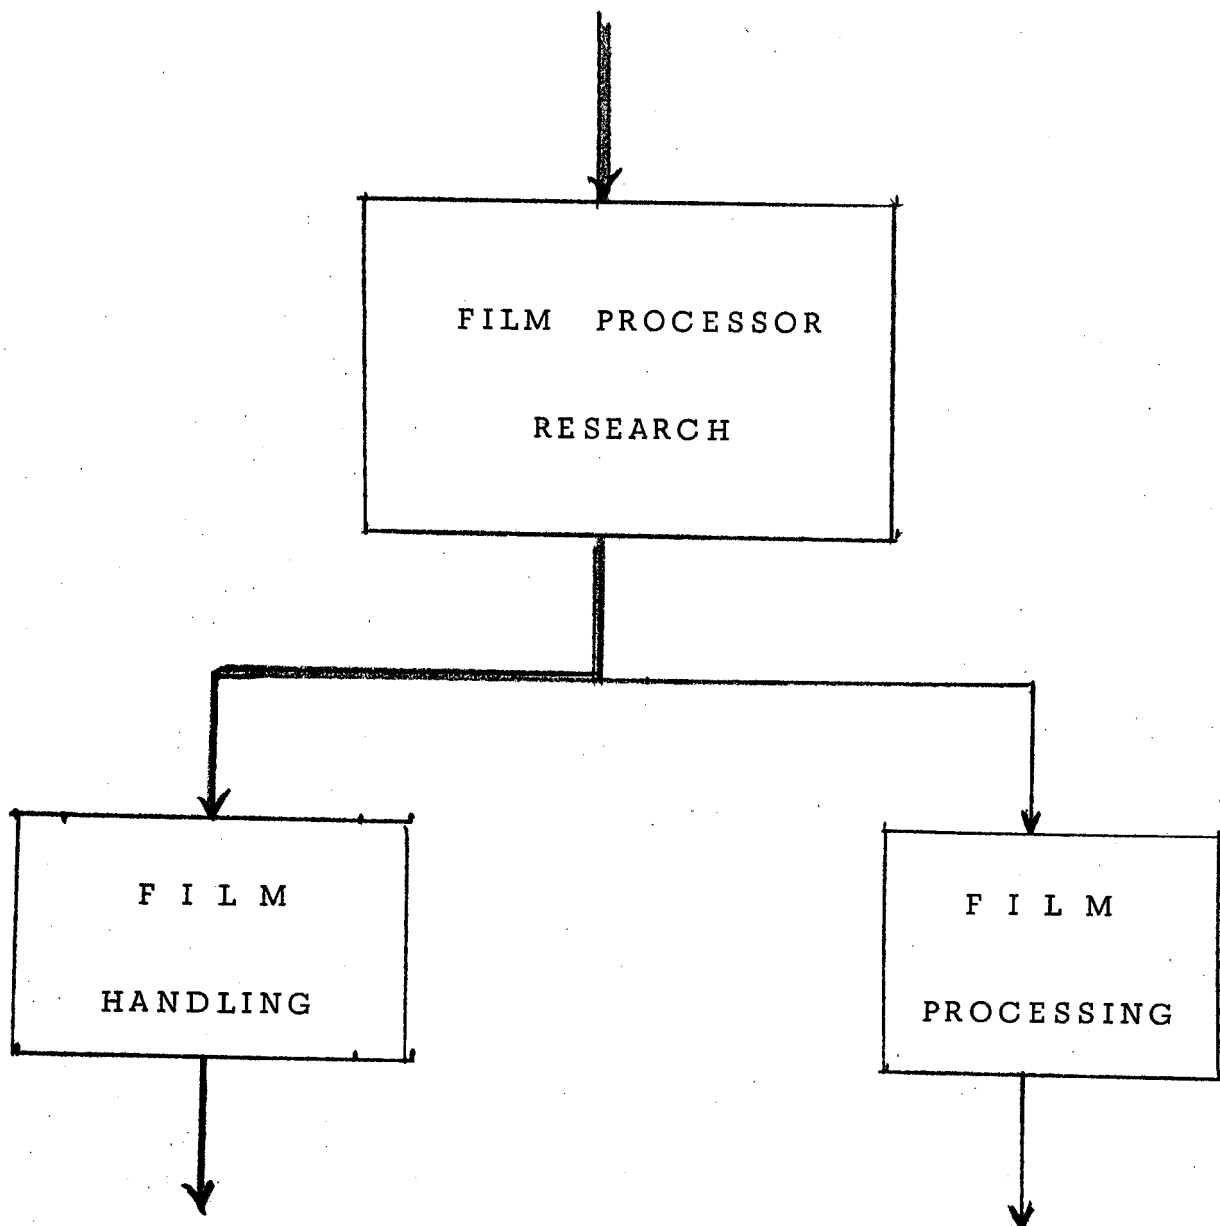 FILM PROCESSOR
RESEARCH
FILM
HANDLING
FILM
PROCESSING